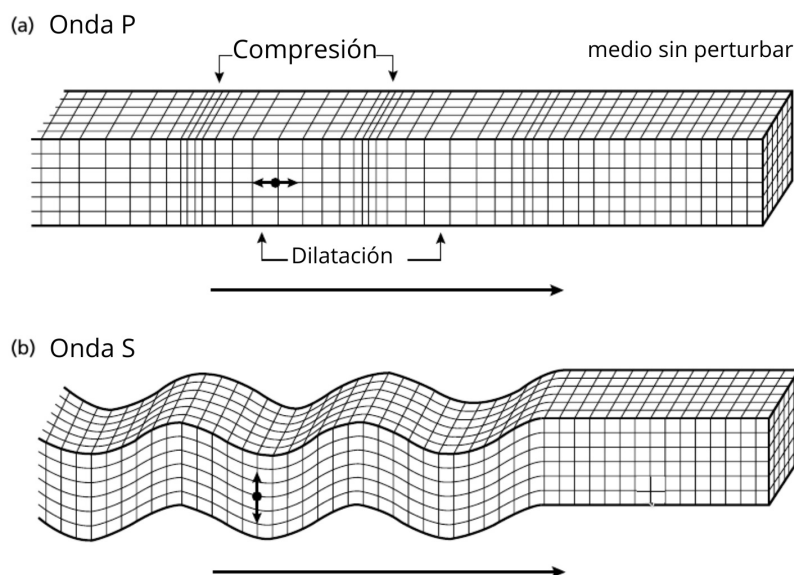 (a) Onda P
Compresión
medio sin perturbar
Dilatación
(b) Onda S